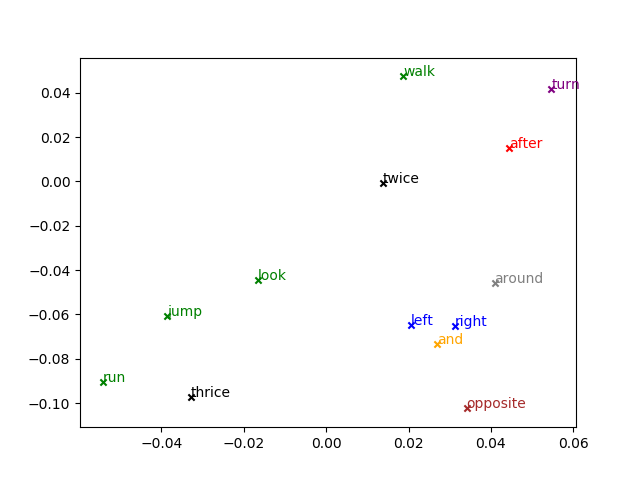 walk
turn
0.04
after
0.02
twice
0.00
−0.02
look
around
−0.04
jump
left
right
−0.06
and
−0.08
run
thrice
opposite
−0.10
−0.04
−0.02
0.00
0.02
0.04
0.06